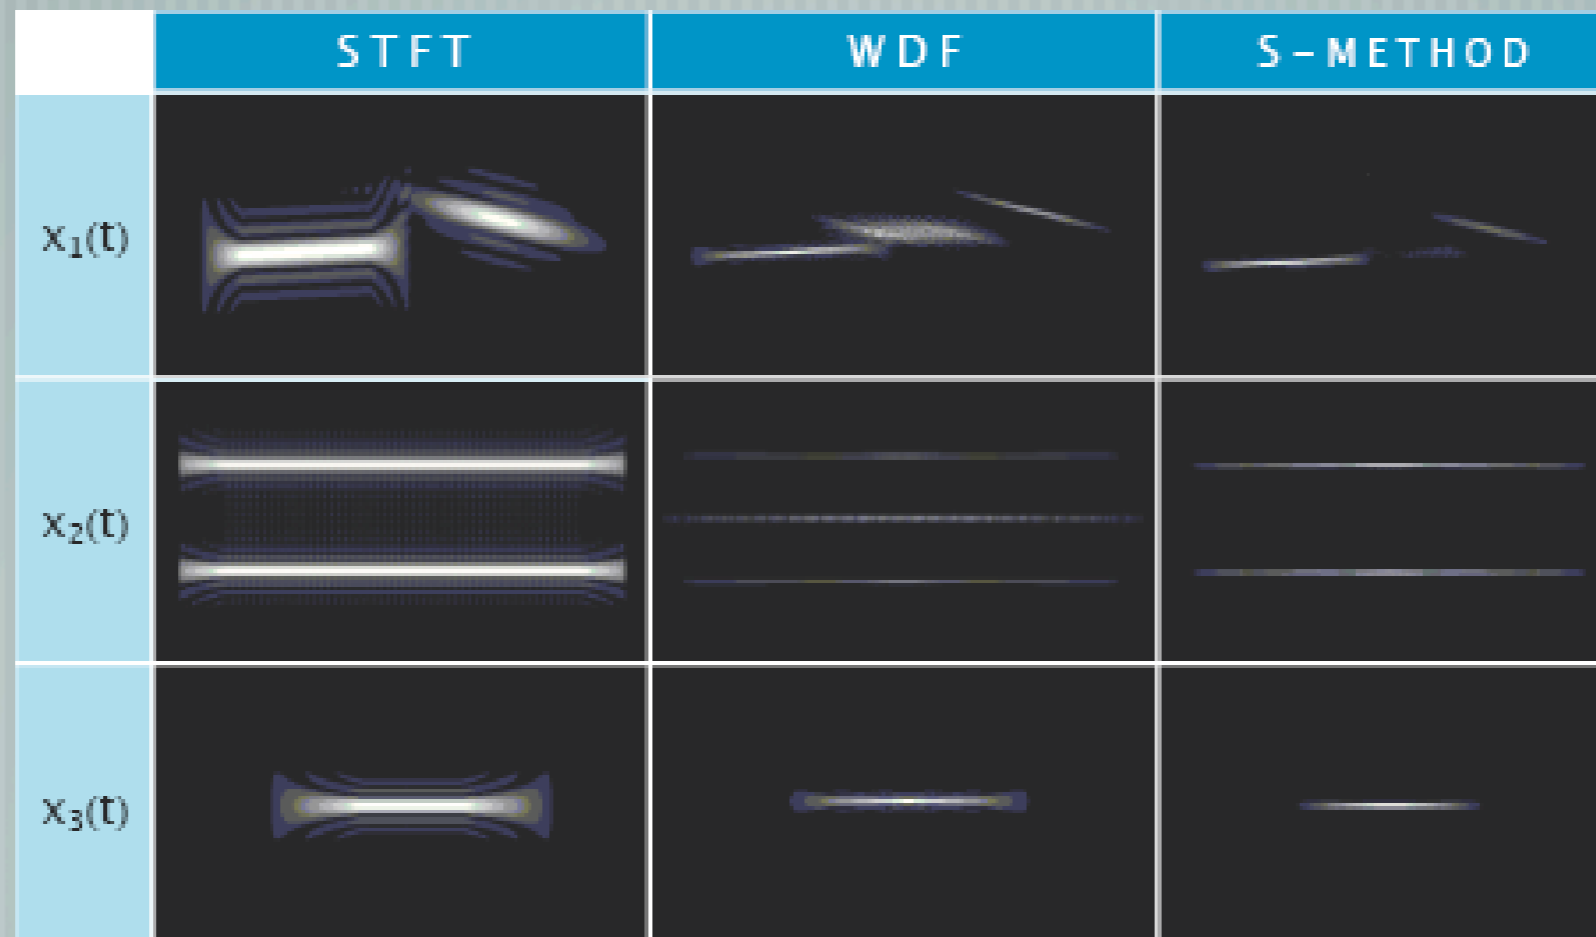 STFT WDF S-METHOD
x₁(t)
x₂(t)
x₃(t)